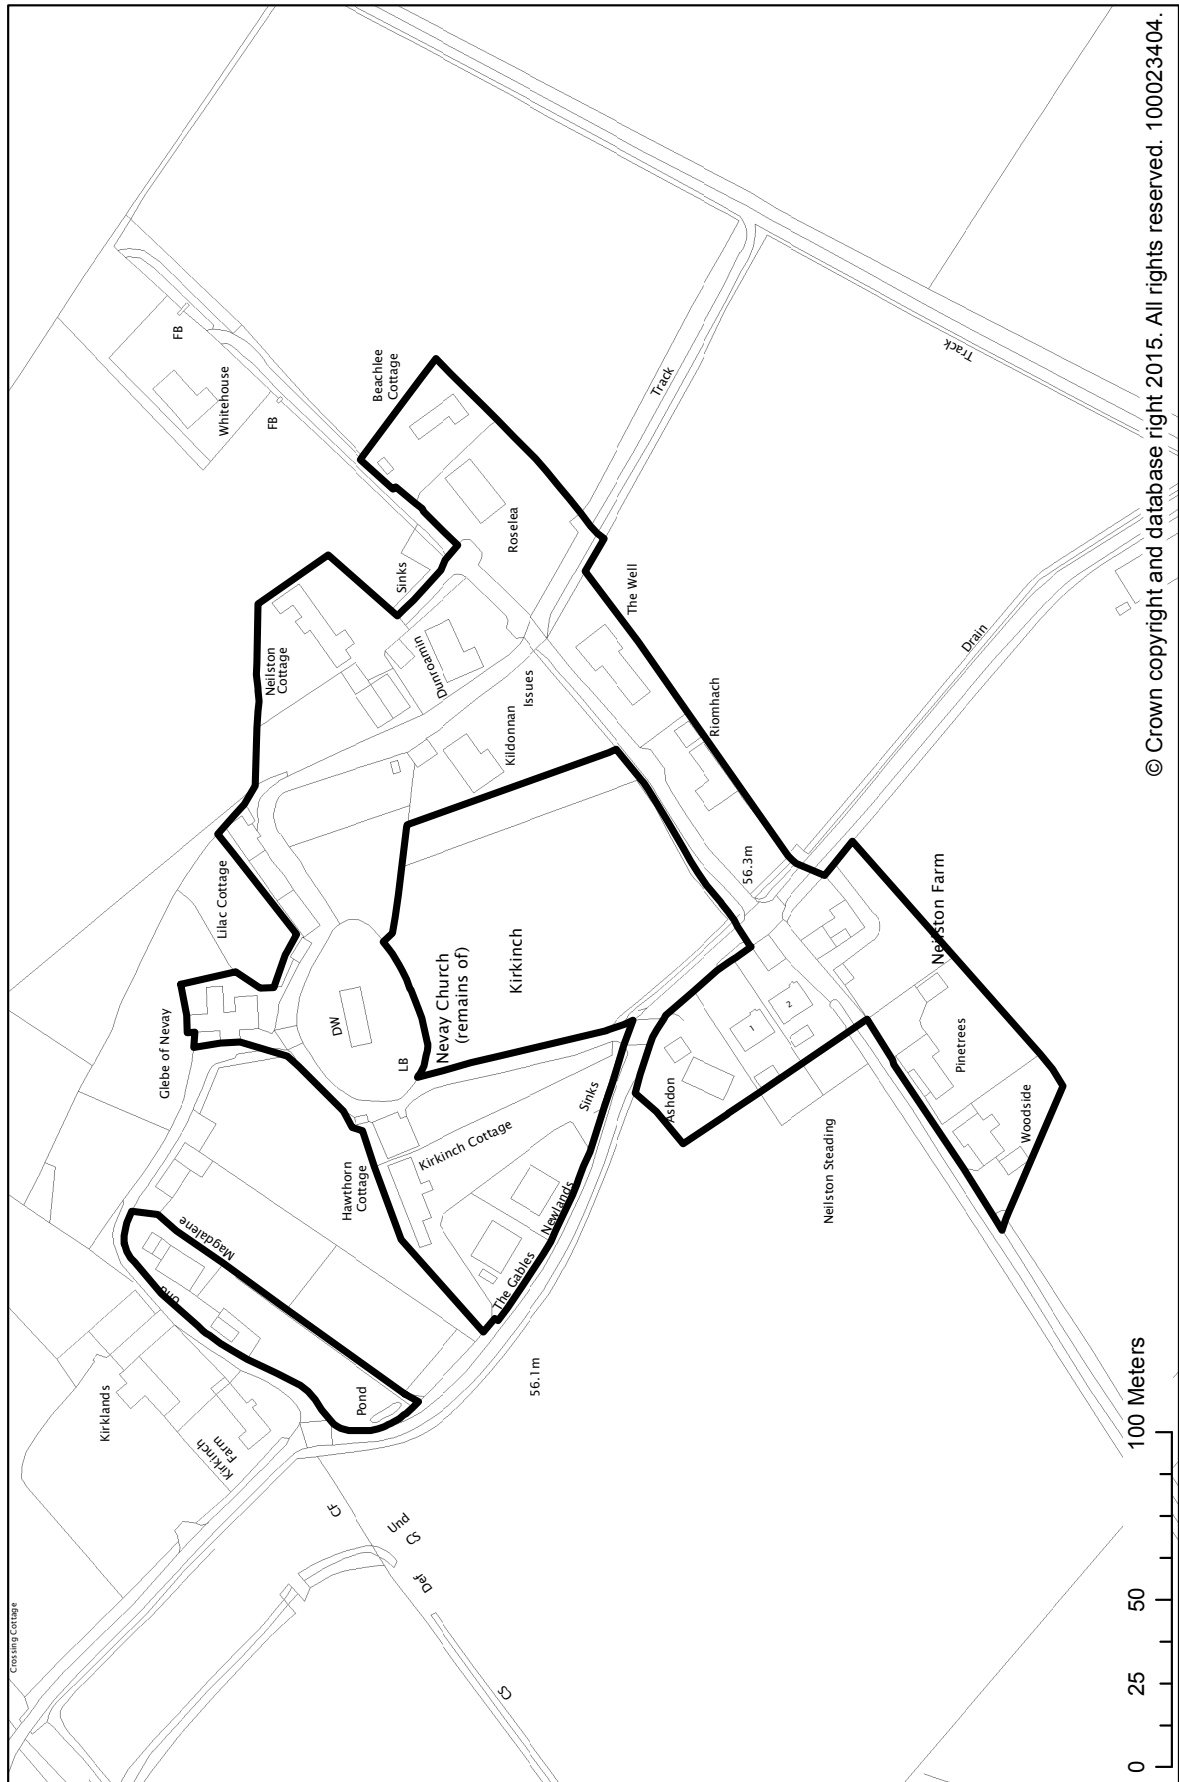 Crossing Cottage
Kirklands
Kirkinch
Farm
Und
Magdalene
Pond
CF
Und
CS
Def
CS
56.1m
Glebe of Nevay
Hawthorn
Cottage
Kirkinch Cottage
The Gables
Newlands
Sinks
Lilac Cottage
DW
LB
Nevay Church
(remains of)
Kirkinch
Neilston
Cottage
Sinks
Dunroamin
Kildonnan
Issues
Whitehouse
FB
FB
Beachlee
Cottage
Roselea
Track
Track
The Well
Riomhach
56.3m
Drain
Ashdon
1
2
Neilston Steading
Neilston Farm
Pinetrees
Woodside
0 25 50 100 Meters
© Crown copyright and database right 2015. All rights reserved. 100023404.